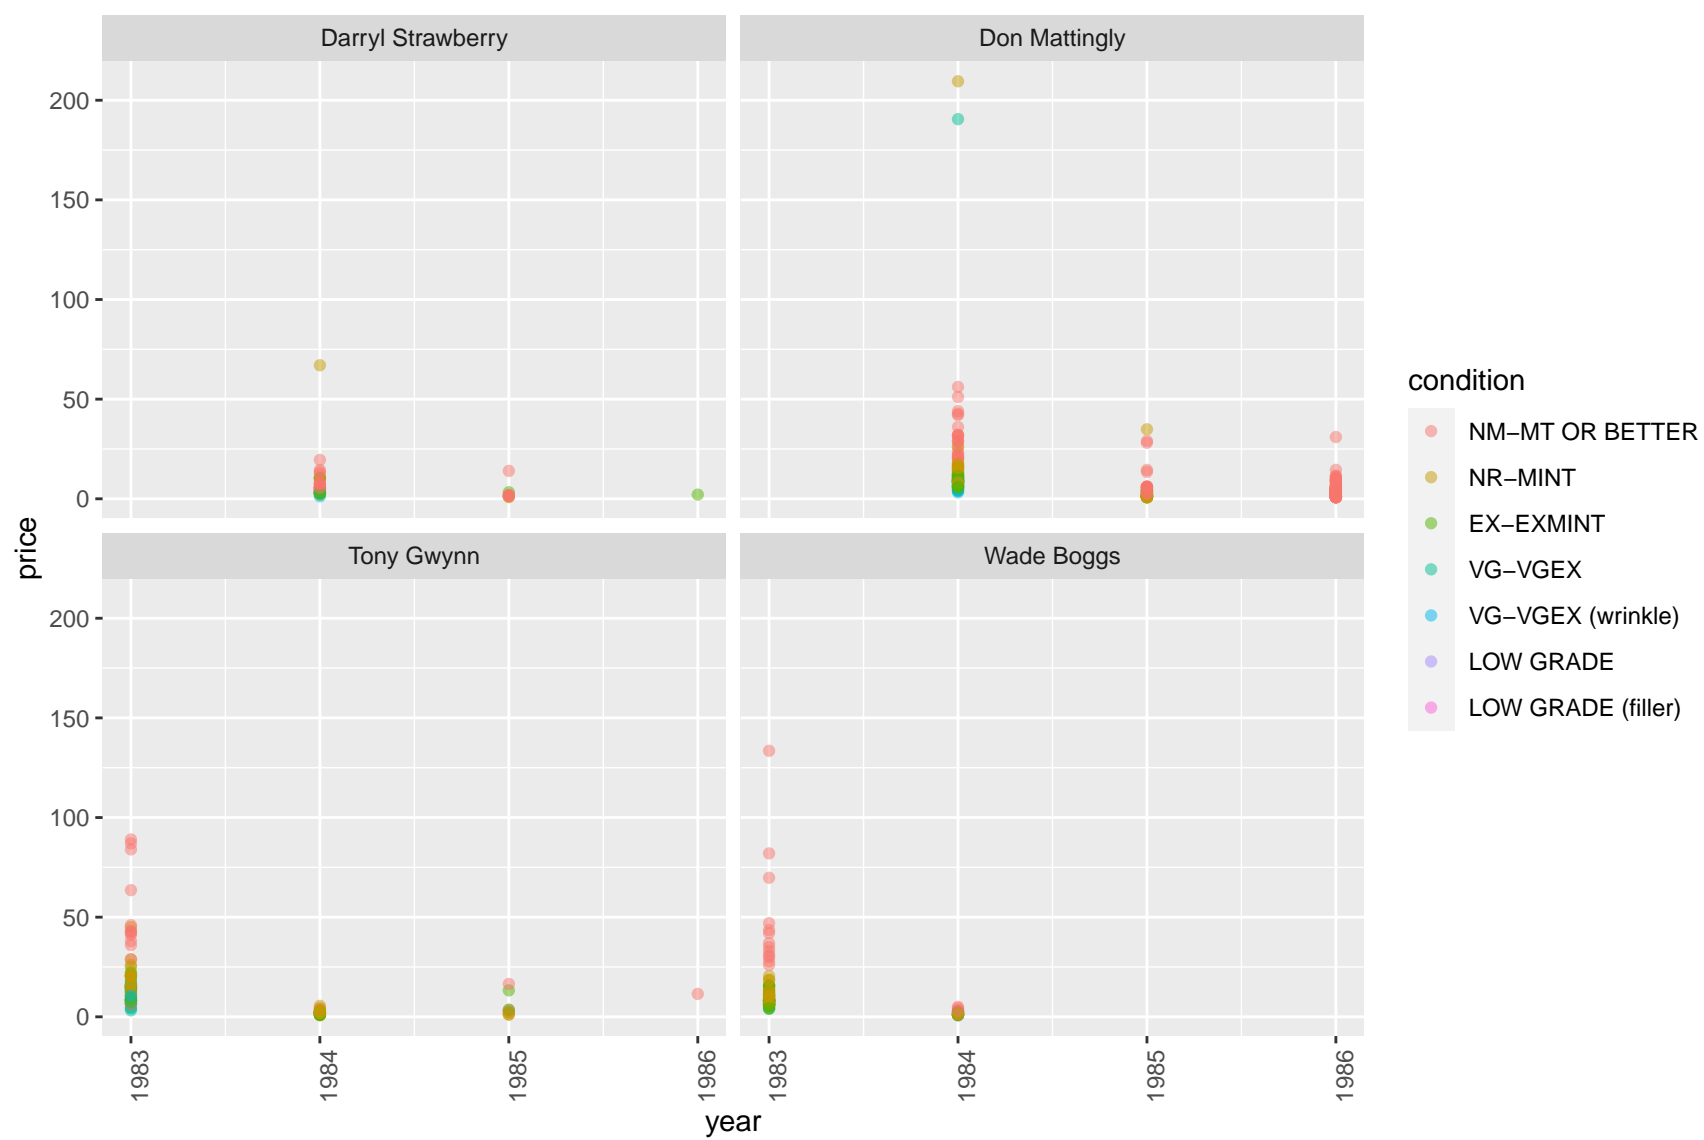 Darryl Strawberry
Don Mattingly
200
150
100
50
0
Tony Gwynn
Wade Boggs
200
150
100
50
0
price
1983
1984
1985
1986
1983
1984
1985
1986
year
condition
NM−MT OR BETTER
NR−MINT
EX−EXMINT
VG−VGEX
VG−VGEX (wrinkle)
LOW GRADE
LOW GRADE (filler)